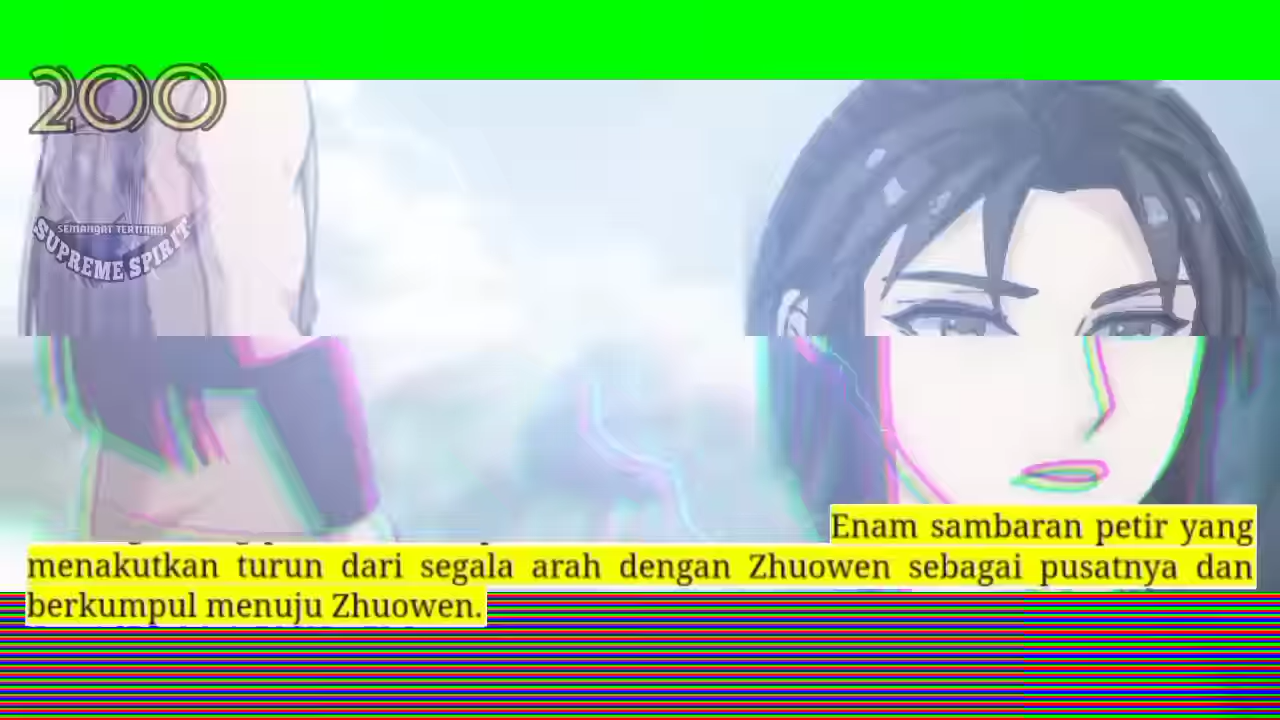 200
SEMANGAT TERTINGGI
SUPREME SPIRIT
Enam sambaran petir yang
menakutkan turun dari segala arah dengan Zhuowen sebagai pusatnya dan
berkumpul menuju Zhuowen.